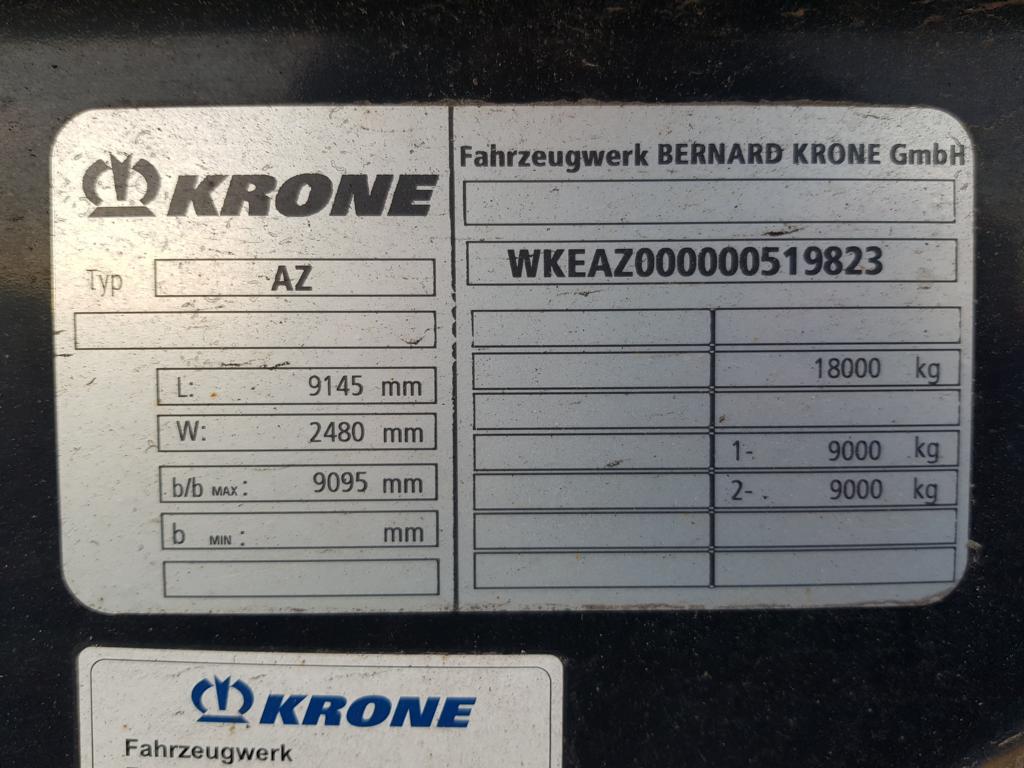 KRONE
Typ AZ
L: 9145 mm
W: 2480 mm
b/b MAX: 9095 mm
b MIN: mm
Fahrzeugwerk BERNARD KRONE GmbH
WKEAZ000000519823
18000 kg
1- 9000 kg
2- . 9000 kg
KRONE
Fahrzeugwerk